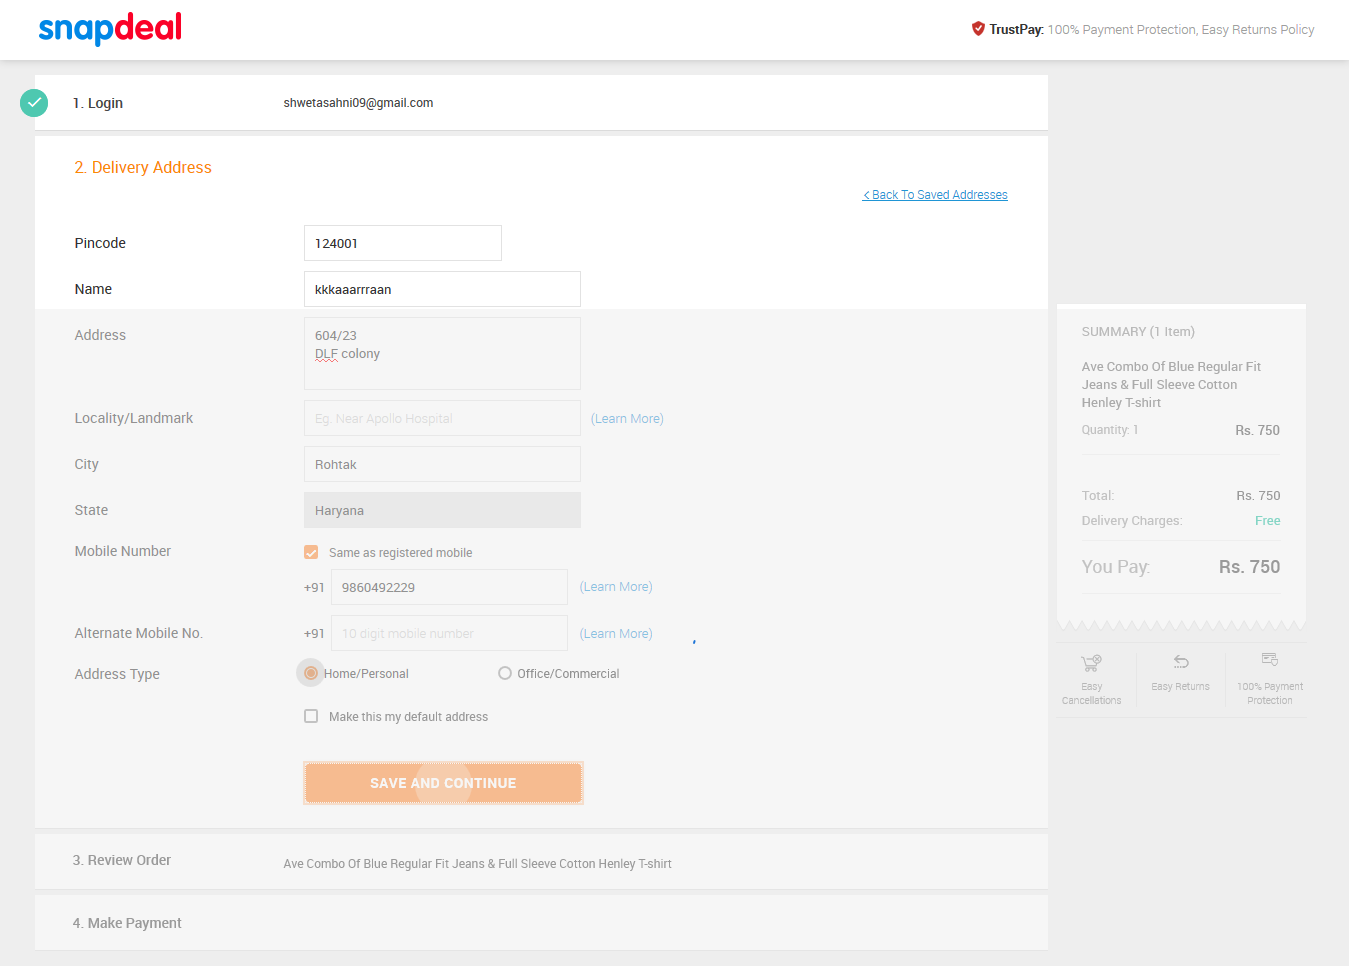 snapdeal
TrustPay: 100% Payment Protection, Easy Returns Policy
1. Login shwetasahni09@gmail.com
2. Delivery Address
< Back To Saved Addresses
Pincode 124001
Name kkkaaarrraan
Address 604/23
DLF colony
Locality/Landmark Eg. Near Apollo Hospital (Learn More)
City Rohtak
State Haryana
Mobile Number Same as registered mobile
+91 9860492229 (Learn More)
Alternate Mobile No. +91 10 digit mobile number (Learn More)
Address Type Home/Personal Office/Commercial
Make this my default address
SAVE AND CONTINUE
3. Review Order Ave Combo Of Blue Regular Fit Jeans & Full Sleeve Cotton Henley T-shirt
4. Make Payment
SUMMARY (1 Item)
Ave Combo Of Blue Regular Fit
Jeans & Full Sleeve Cotton
Henley T-shirt
Quantity: 1 Rs. 750
Total: Rs. 750
Delivery Charges: Free
You Pay: Rs. 750
Easy
Cancellations
Easy Returns
100% Payment
Protection